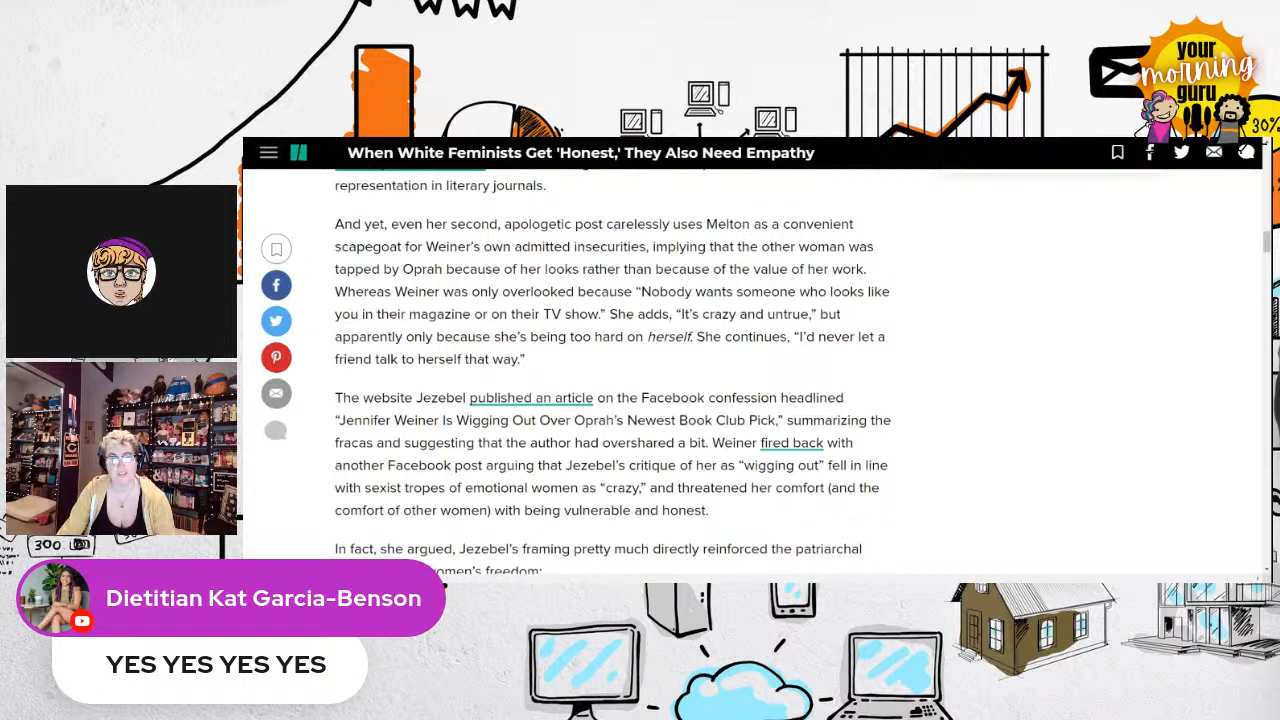 your
morning
guru
30%
When White Feminists Get 'Honest,' They Also Need Empathy
representation in literary journals.
And yet, even her second, apologetic post carelessly uses Melton as a convenient
scapegoat for Weiner's own admitted insecurities, implying that the other woman was
tapped by Oprah because of her looks rather than because of the value of her work.
Whereas Weiner was only overlooked because “Nobody wants someone who looks like
you in their magazine or on their TV show.” She adds, “It's crazy and untrue,” but
apparently only because she's being too hard on herself. She continues, “I'd never let a
friend talk to herself that way.”
The website Jezebel published an article on the Facebook confession headlined
“Jennifer Weiner Is Wigging Out Over Oprah's Newest Book Club Pick,” summarizing the
fracas and suggesting that the author had overshared a bit. Weiner fired back with
another Facebook post arguing that Jezebel's critique of her as “wigging out” fell in line
with sexist tropes of emotional women as “crazy,” and threatened her comfort (and the
comfort of other women) with being vulnerable and honest.
In fact, she argued, Jezebel's framing pretty much directly reinforced the patriarchal
women's freedom:
300
Dietitian Kat Garcia-Benson
YES YES YES YES